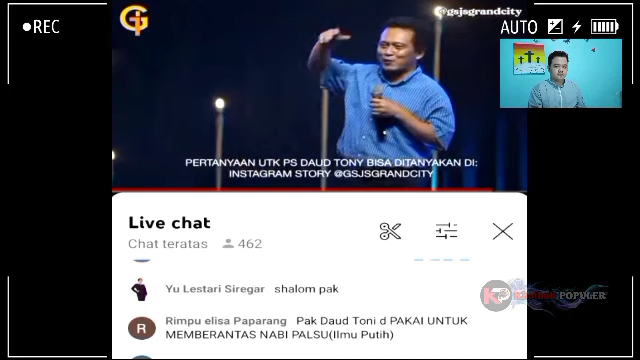 REC
@gsjsgrandcity
AUTO
PERTANYAAN UTK PS DAUD TONY BISA DITANYAKAN DI:
INSTAGRAM STORY @GSJSGRANDCITY
Live chat
Chat teratas 462
Yu Lestari Siregar shalom pak
R Rimpu elisa Paparang Pak Daud Toni d PAKAI UNTUK
MEMBERANTAS NABI PALSU(Ilmu Putih)
POPULER